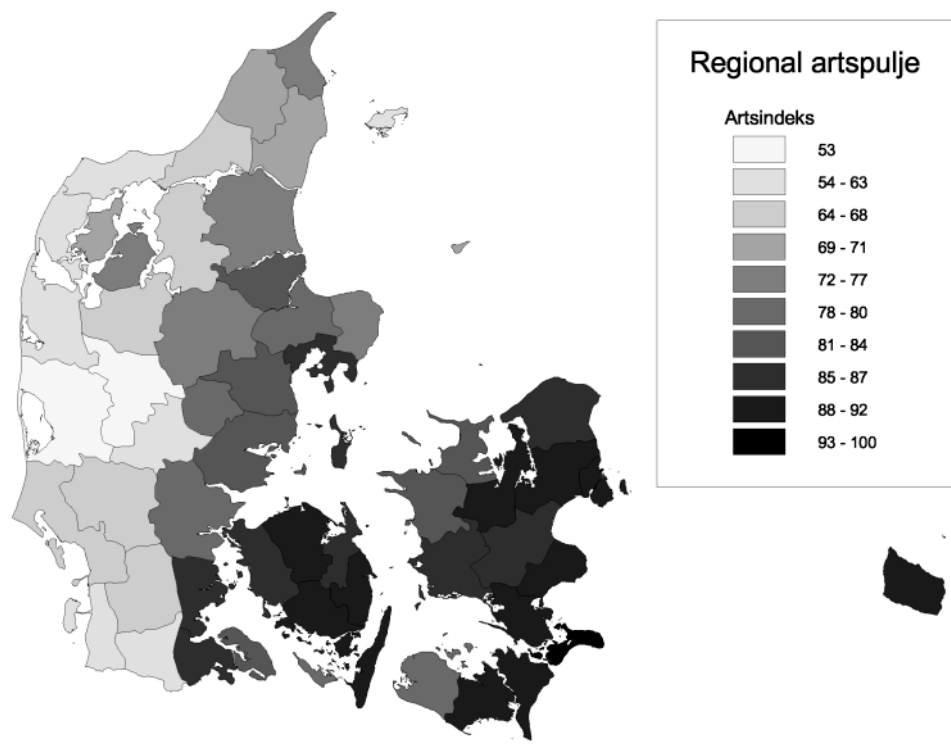 Regional artspulje
Artsindeks
53
54 - 63
64 - 68
69 - 71
72 - 77
78 - 80
81 - 84
85 - 87
88 - 92
93 - 100